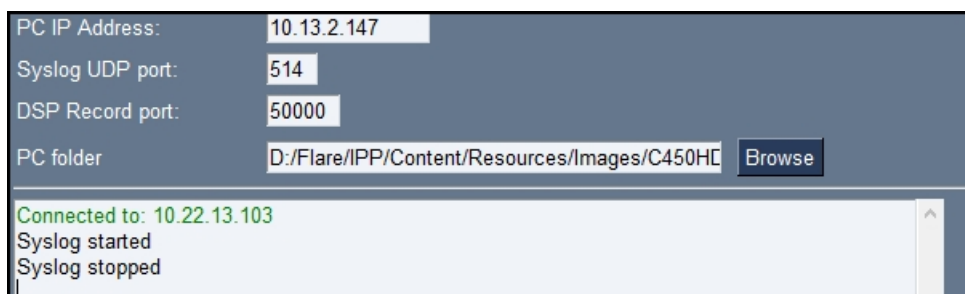 PC IP Address: 10.13.2.147
Syslog UDP port: 514
DSP Record port: 50000
PC folder D:/Flare/IPP/Content/Resources/Images/C450HD Browse
Connected to: 10.22.13.103
Syslog started
Syslog stopped